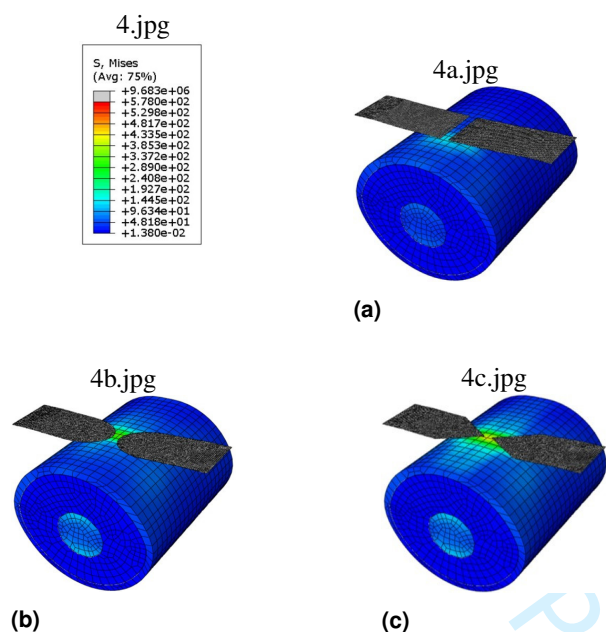 4.jpg
S, Mises
(Avg: 75%)
+9.683e+06
+5.780e+02
+5.298e+02
+4.817e+02
+4.335e+02
+3.853e+02
+3.372e+02
+2.890e+02
+2.408e+02
+1.927e+02
+1.445e+02
+9.634e+01
+4.818e+01
+1.380e-02
4a.jpg
(a)
4b.jpg
(b)
4c.jpg
(c)
P